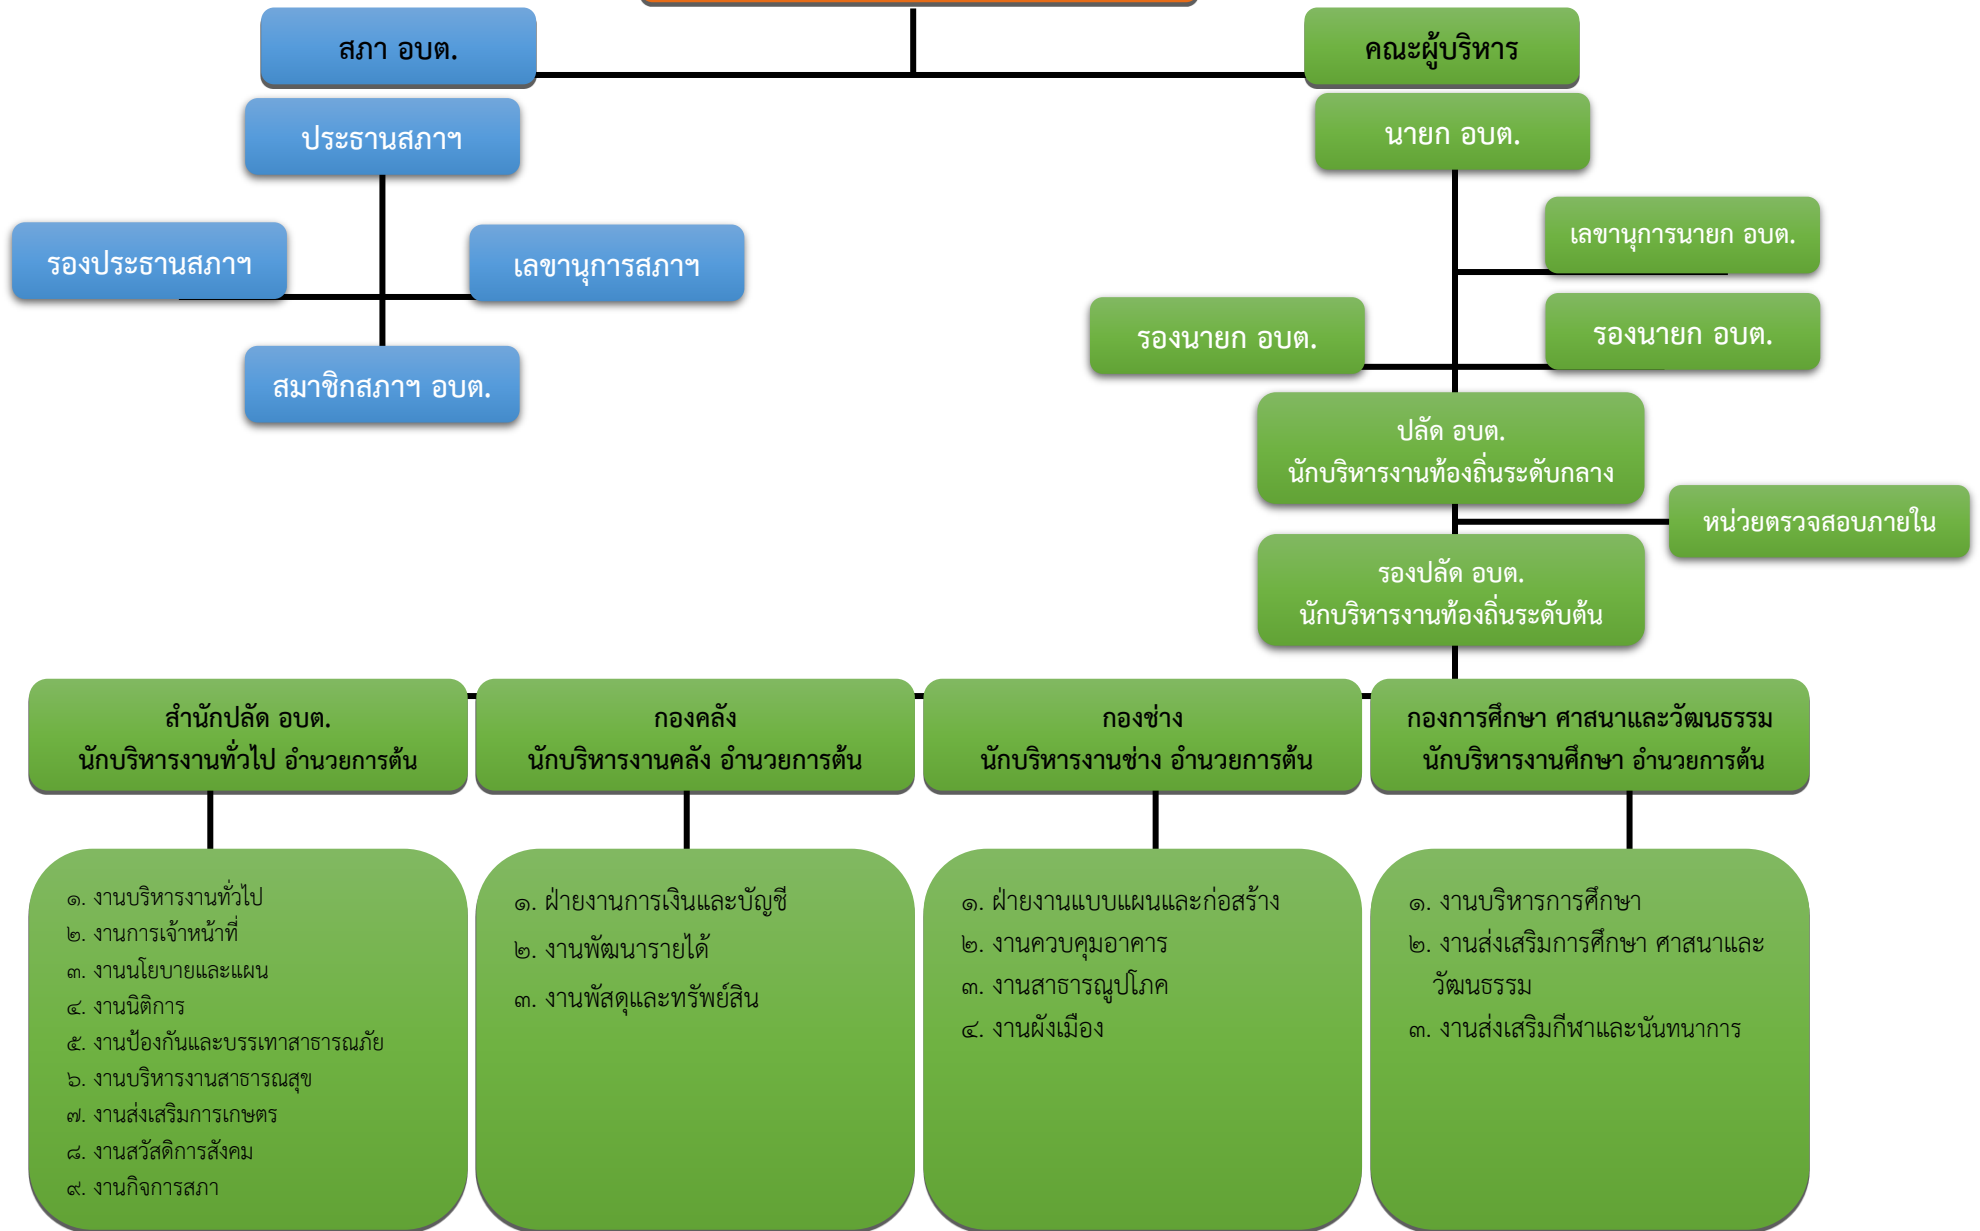 สภา อบต.
คณะผู้บริหาร
ประธานสภาฯ
นายก อบต.
รองประธานสภาฯ
เลขานุการสภาฯ
เลขานุการนายก อบต.
รองนายก อบต.
รองนายก อบต.
สมาชิกสภาฯ อบต.
ปลัด อบต.
นักบริหารงานท้องถิ่นระดับกลาง
หน่วยตรวจสอบภายใน
รองปลัด อบต.
นักบริหารงานท้องถิ่นระดับต้น
สำนักปลัด อบต.
นักบริหารงานทั่วไป อำนวยการต้น
กองคลัง
นักบริหารงานคลัง อำนวยการต้น
กองช่าง
นักบริหารงานช่าง อำนวยการต้น
กองการศึกษา ศาสนาและวัฒนธรรม
นักบริหารงานศึกษา อำนวยการต้น
๑. งานบริหารงานทั่วไป
๒. งานการเจ้าหน้าที่
๓. งานนโยบายและแผน
๔. งานนิติการ
๕. งานป้องกันและบรรเทาสาธารณภัย
๖. งานบริหารงานสาธารณสุข
๗. งานส่งเสริมการเกษตร
๘. งานสวัสดิการสังคม
๙. งานกิจการสภา
๑. ฝ่ายงานการเงินและบัญชี
๒. งานพัฒนารายได้
๓. งานพัสดุและทรัพย์สิน
๑. ฝ่ายงานแบบแผนและก่อสร้าง
๒. งานควบคุมอาคาร
๓. งานสาธารณูปโภค
๔. งานผังเมือง
๑. งานบริหารการศึกษา
๒. งานส่งเสริมการศึกษา ศาสนาและ
วัฒนธรรม
๓. งานส่งเสริมกีฬาและนันทนาการ